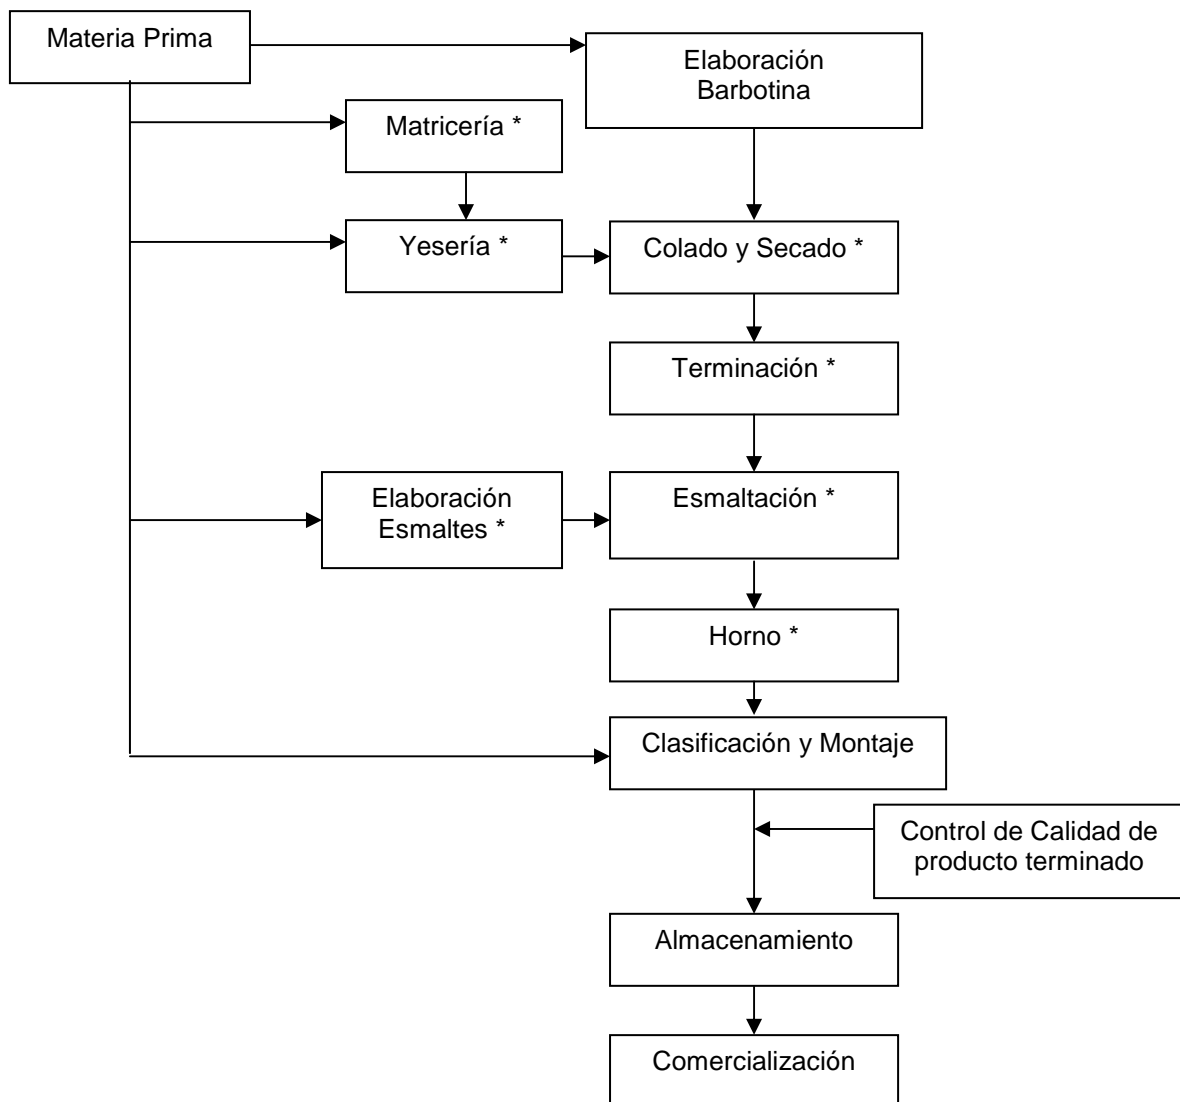 Materia Prima
Elaboración
Barbotina
Matricería *
Yesería *
Colado y Secado *
Terminación *
Elaboración
Esmaltes *
Esmaltación *
Horno *
Clasificación y Montaje
Control de Calidad de
producto terminado
Almacenamiento
Comercialización